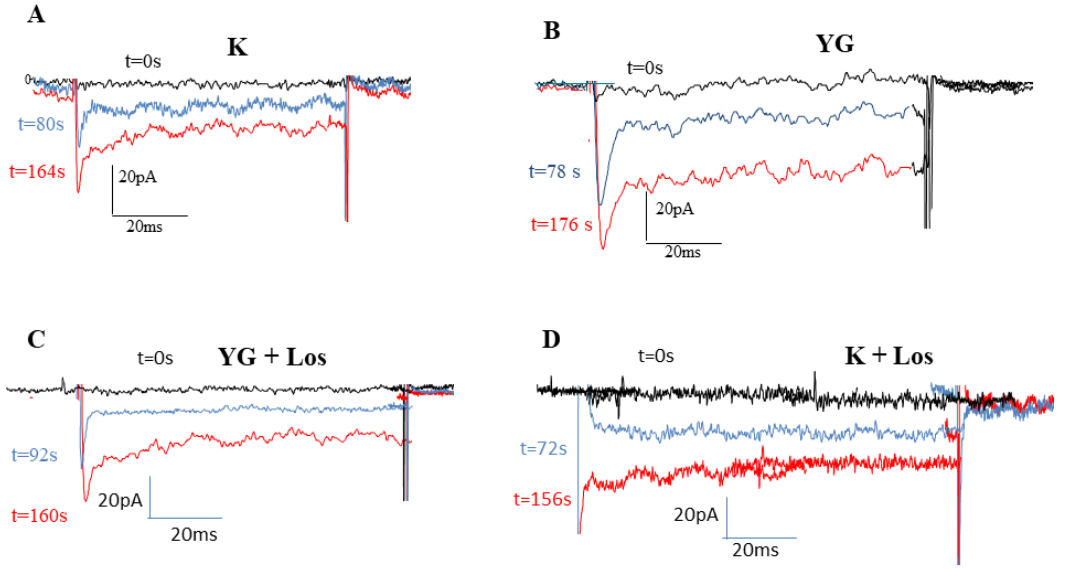 A
K
t=0s
0
t=80s
t=164s
20pA
20ms
B
YG
t=0s
t=78 s
t=176 s
20pA
20ms
C
t=0s
YG + Los
t=92s
t=160s
20pA
20ms
D
t=0s
K + Los
t=72s
t=156s
20pA
20ms